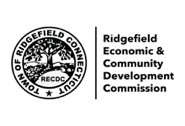 TOWN OF RIDGEFIELD CONNECTICUT
RECDC
Ridgefield
Economic &
Community
Development
Commission